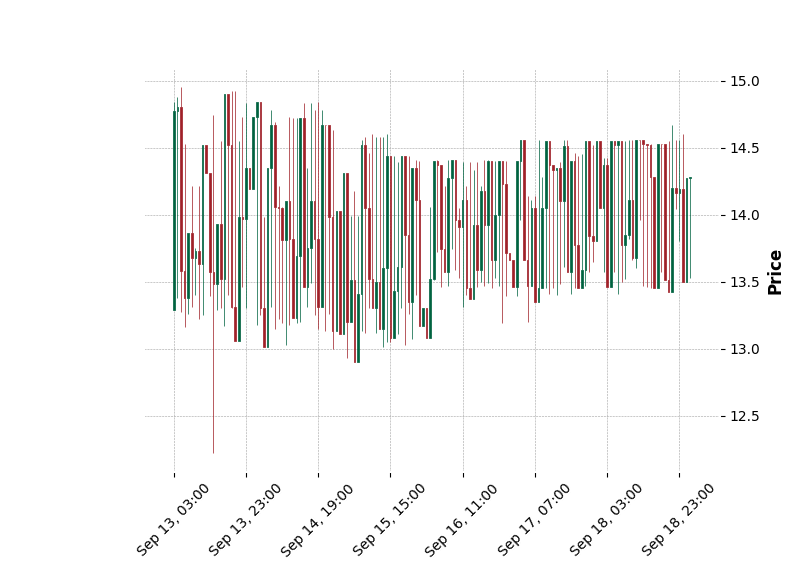 15.0
14.5
14.0
13.5
13.0
12.5
Price
Sep 13, 03:00
Sep 13, 23:00
Sep 14, 19:00
Sep 15, 15:00
Sep 16, 11:00
Sep 17, 07:00
Sep 18, 03:00
Sep 18, 23:00